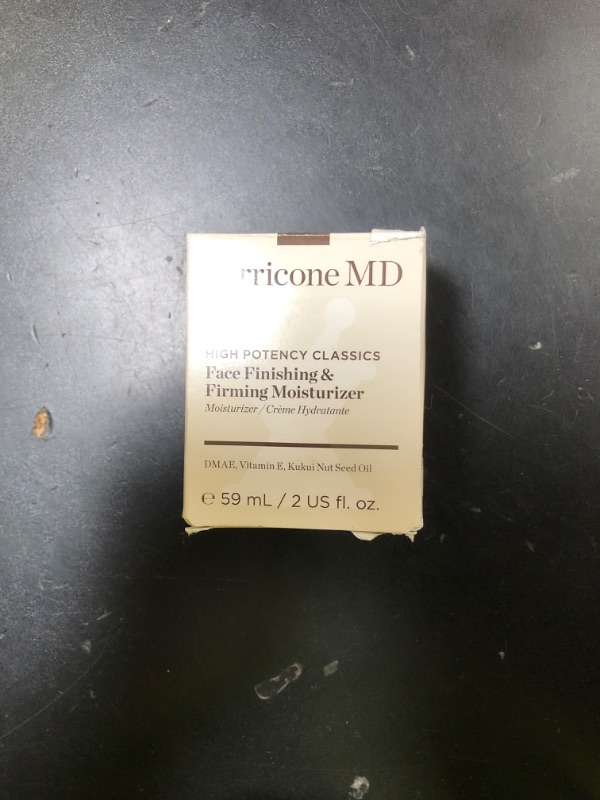 rricone MD
HIGH POTENCY CLASSICS
Face Finishing &
Firming Moisturizer
Moisturizer / Crème Hydratante
DMAE, Vitamin E, Kukui Nut Seed Oil
℮ 59 mL / 2 US fl. oz.